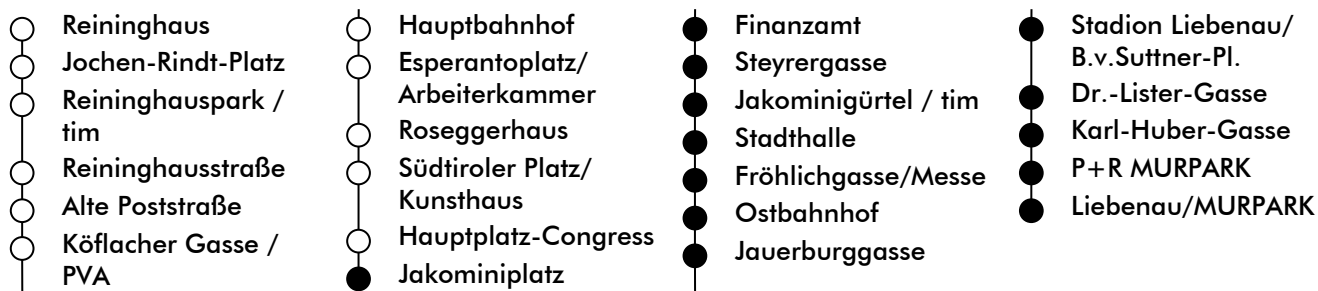 Reininghaus
Jochen-Rindt-Platz
Reininghauspark /
tim
Reininghausstraße
Alte Poststraße
Köflacher Gasse /
PVA
Hauptbahnhof
Esperantoplatz/
Arbeiterkammer
Roseggerhaus
Südtiroler Platz/
Kunsthaus
Hauptplatz-Congress
Jakominiplatz
Finanzamt
Steyrergasse
Jakominigürtel / tim
Stadthalle
Fröhlichgasse/Messe
Ostbahnhof
Jauerburggasse
Stadion Liebenau/
B.v.Suttner-Pl.
Dr.-Lister-Gasse
Karl-Huber-Gasse
P+R MURPARK
Liebenau/MURPARK